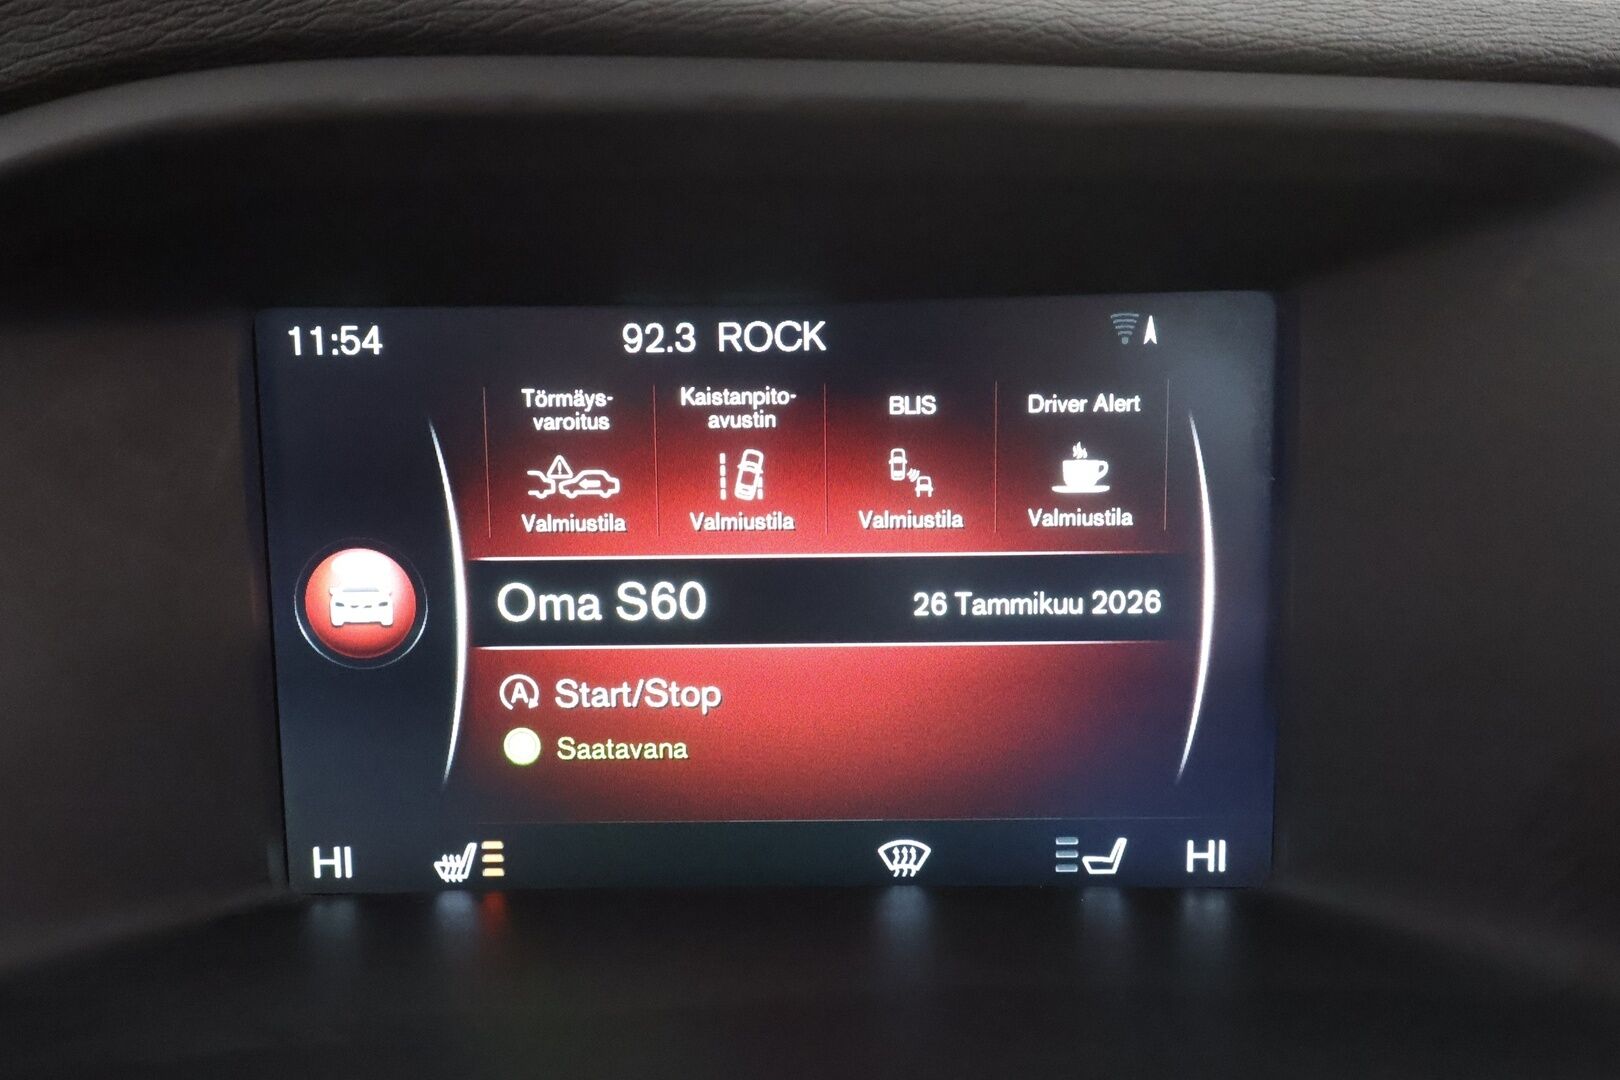 11:54 92.3 ROCK
Törmäys-
varoitus
Valmiustila
Kaistanpito-
avustin
Valmiustila
BLIS
Valmiustila
Driver Alert
Valmiustila
Oma S60 26 Tammikuu 2026
A Start/Stop
Saatavana
HI HI